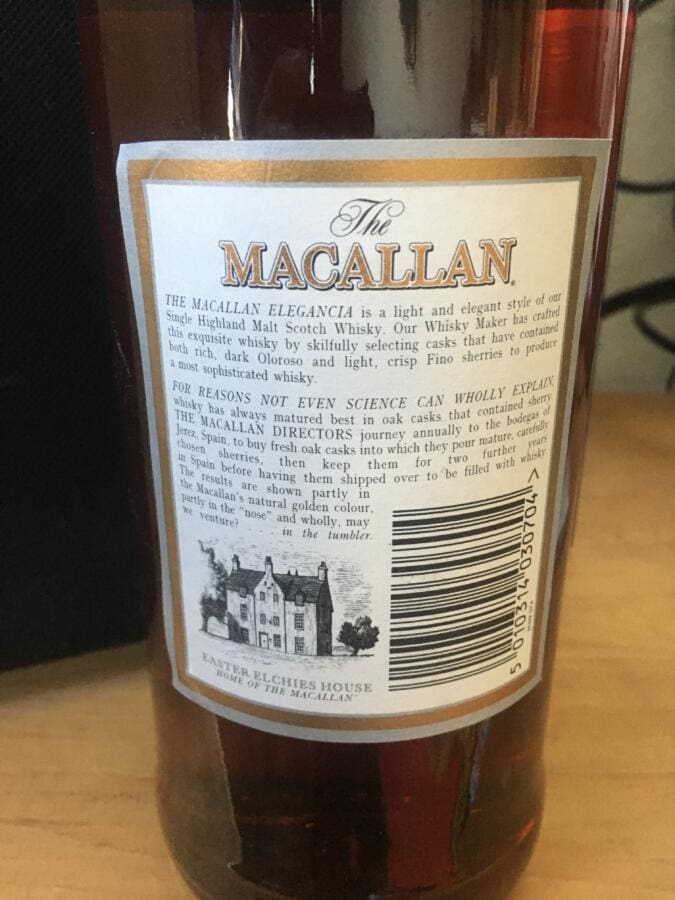 The
MACALLAN
THE MACALLAN ELEGANCIA is a light and elegant style of our
Single Highland Malt Scotch Whisky. Our Whisky Maker has crafted
this exquisite whisky by skilfully selecting casks that have contained
both rich, dark Oloroso and light, crisp Fino sherries to produce
a most sophisticated whisky.
FOR REASONS NOT EVEN SCIENCE CAN WHOLLY EXPLAIN,
whisky has always matured best in oak casks that contained sherry.
THE MACALLAN DIRECTORS journey annually to the bodegas of
Jerez, Spain, to buy fresh oak casks into which they pour mature, carefully
chosen sherries, then keep them for two further years
in Spain before having them shipped over to be filled with whisky.
The results are shown partly in
the Macallan's natural golden colour,
partly in the "nose" and wholly, may
we venture?
in the tumbler.
EASTER ELCHIES HOUSE
'HOME OF THE MACALLAN'
5 010314 030704 >